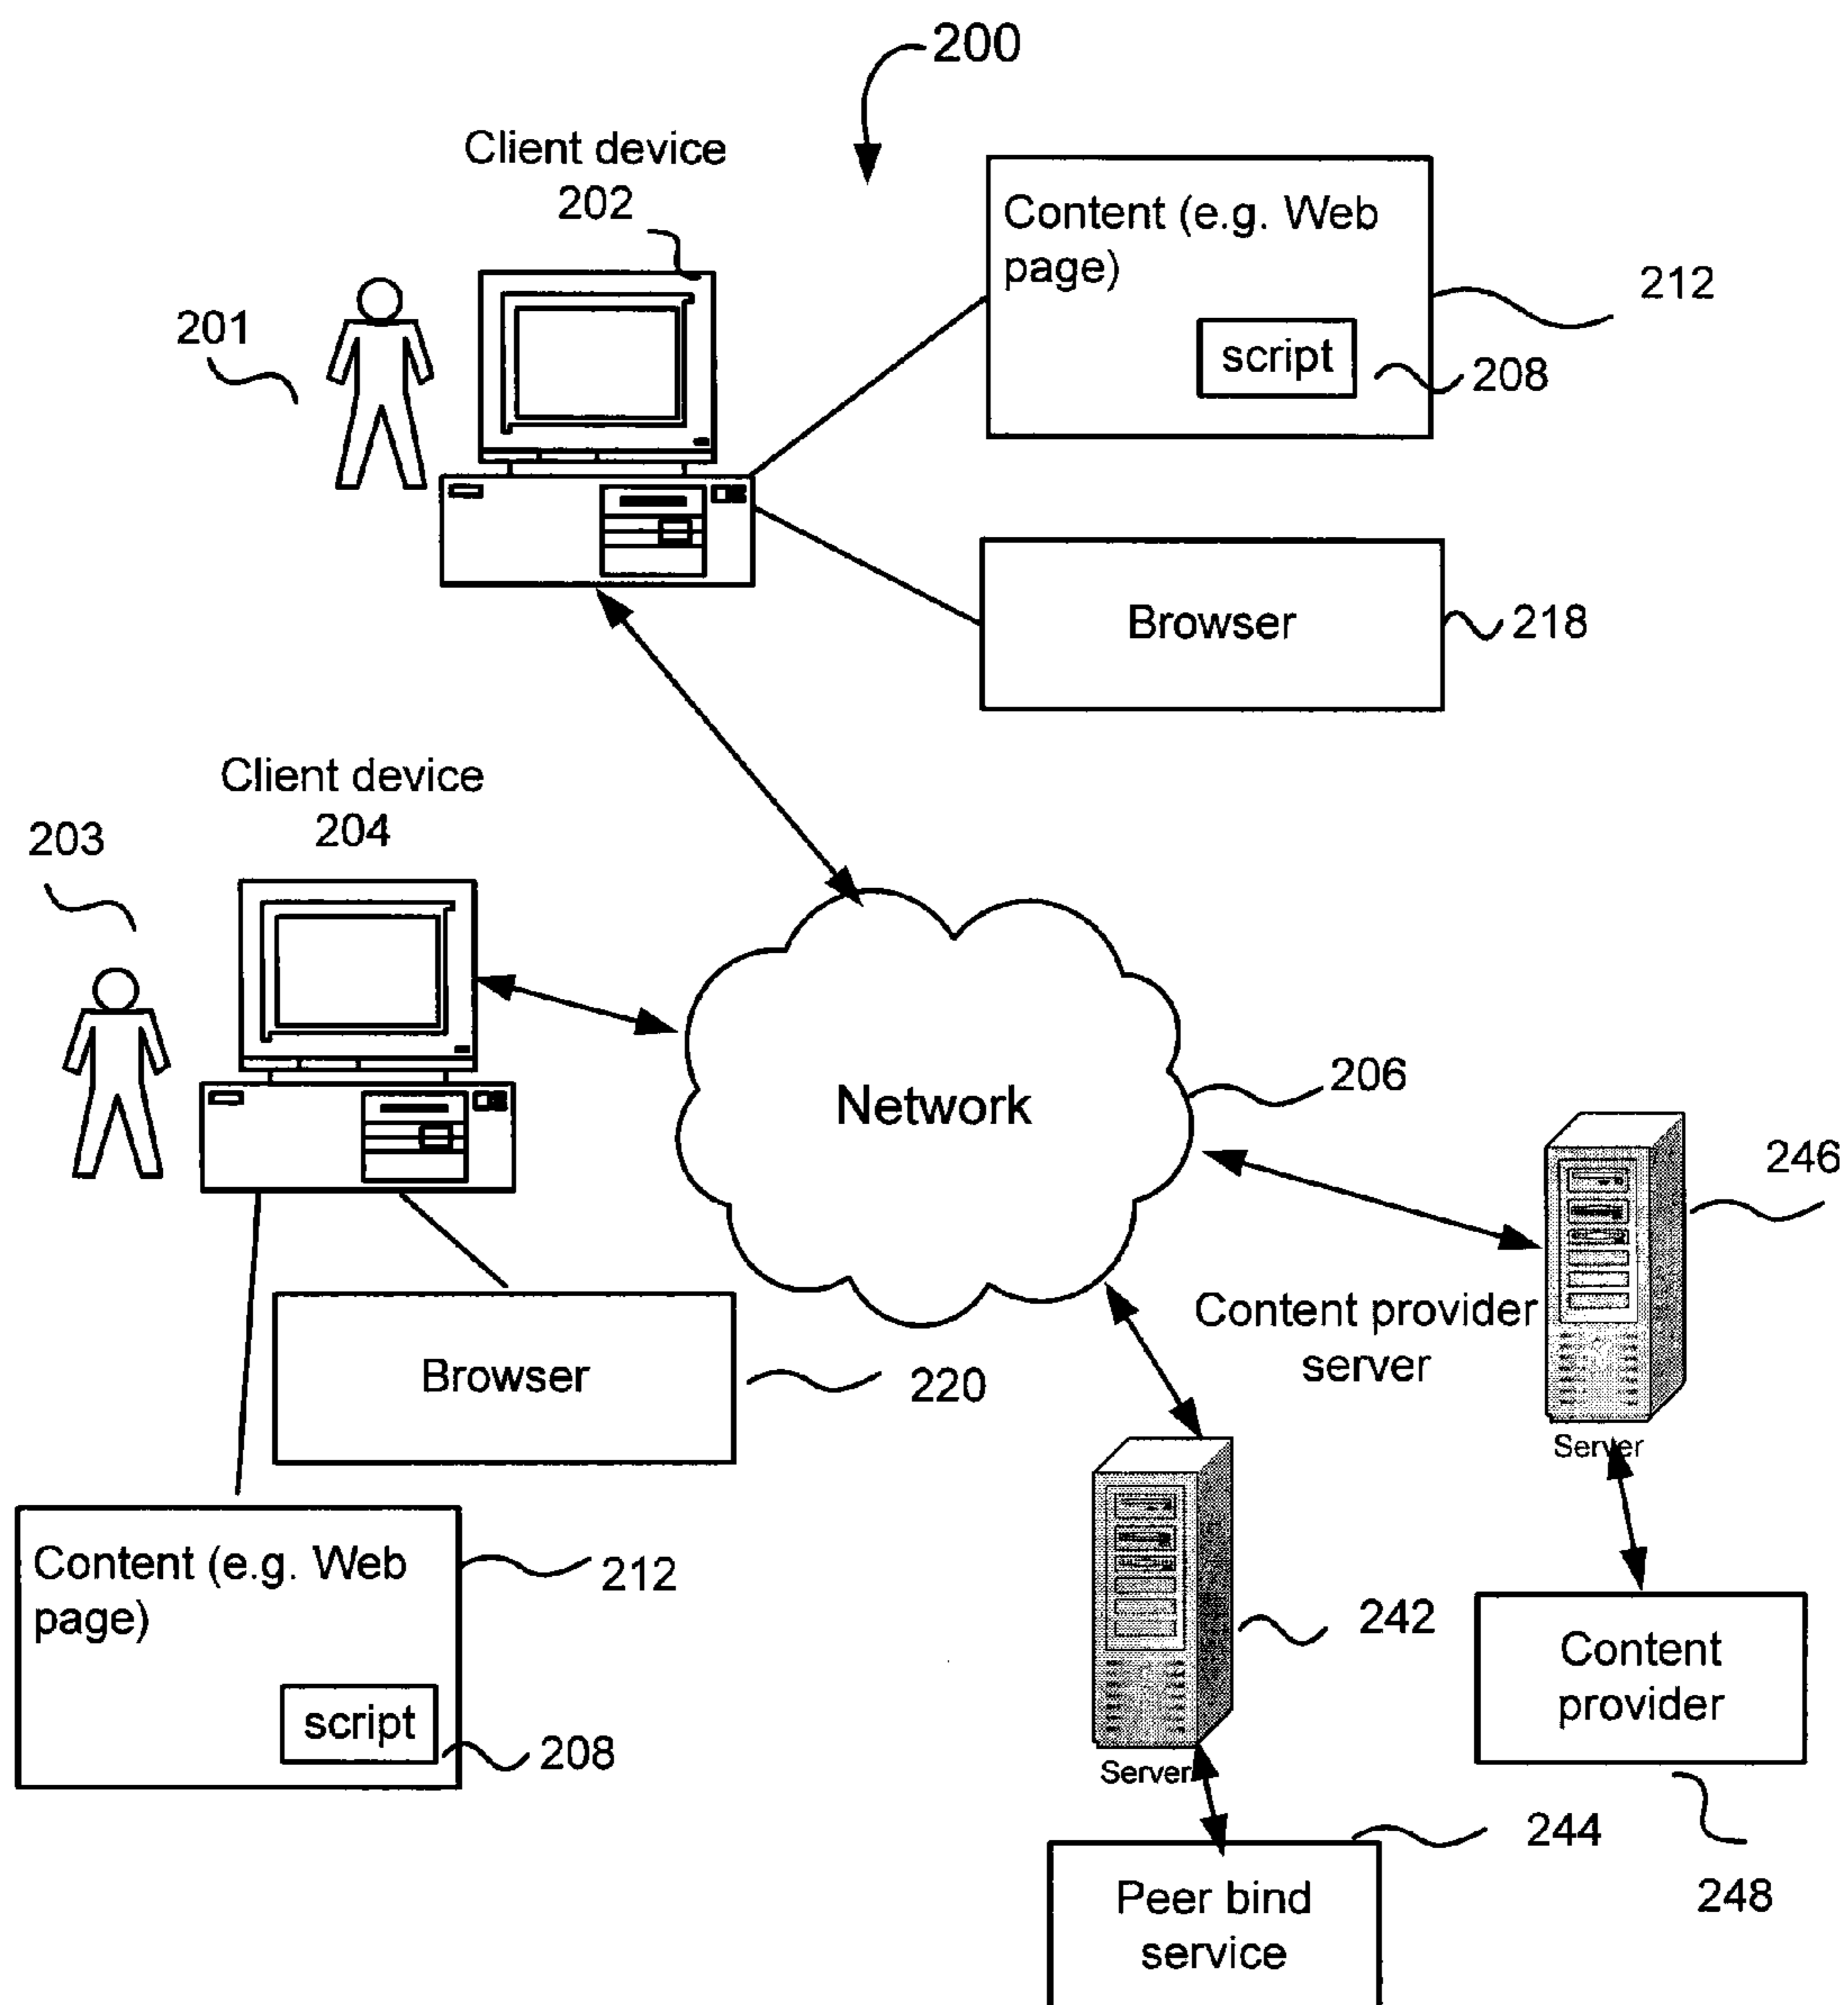 200
Client device
202
Content (e.g. Web
page)
212
script
208
201
Browser
218
Client device
204
203
Network
206
246
Content provider
server
Server
Browser
220
Content (e.g. Web
page)
212
script
208
242
Server
Content
provider
248
244
Peer bind
service